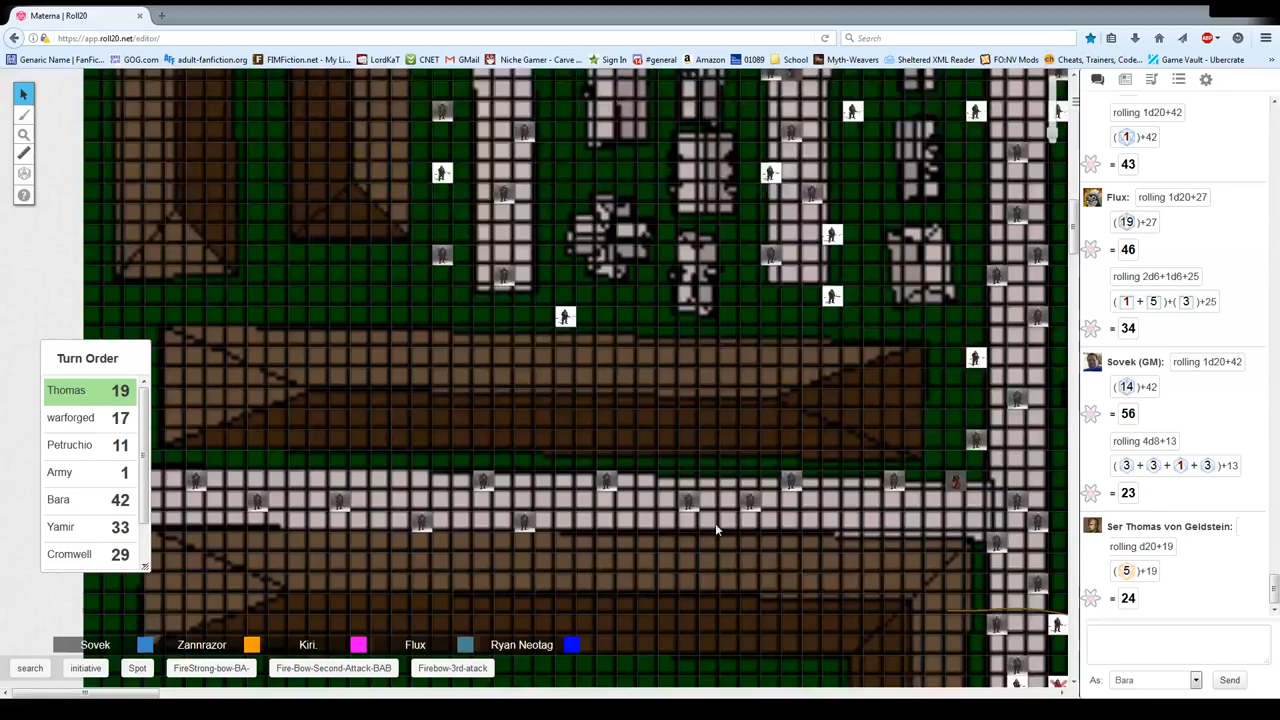 Materna | Roll20
https://app.roll20.net/editor/
Search
Genaric Name | FanFic...
GOG.com
adult-fanfiction.org
FIMFiction.net - My Li...
LordKaT
CNET
GMail
Niche Gamer - Carve ...
Sign In
#general
Amazon
01089
School
Myth-Weavers
Sheltered XML Reader
FO:NV Mods
Cheats, Trainers, Code...
Game Vault - Ubercrate
rolling 1d20+42
(1)+42
= 43
Flux: rolling 1d20+27
(19)+27
= 46
rolling 2d6+1d6+25
(1 + 5)+(3)+25
= 34
Sovek (GM): rolling 1d20+42
(14)+42
= 56
rolling 4d8+13
(3 + 3 + 1 + 3)+13
= 23
Ser Thomas von Geldstein:
rolling d20+19
(5)+19
= 24
Turn Order
Thomas 19
warforged 17
Petruchio 11
Army 1
Bara 42
Yamir 33
Cromwell 29
Sovek
Zannrazor
Kiri.
Flux
Ryan Neotag
search
initiative
Spot
FireStrong-bow-BA-
Fire-Bow-Second-Attack-BAB
Firebow-3rd-atack
As: Bara
Send